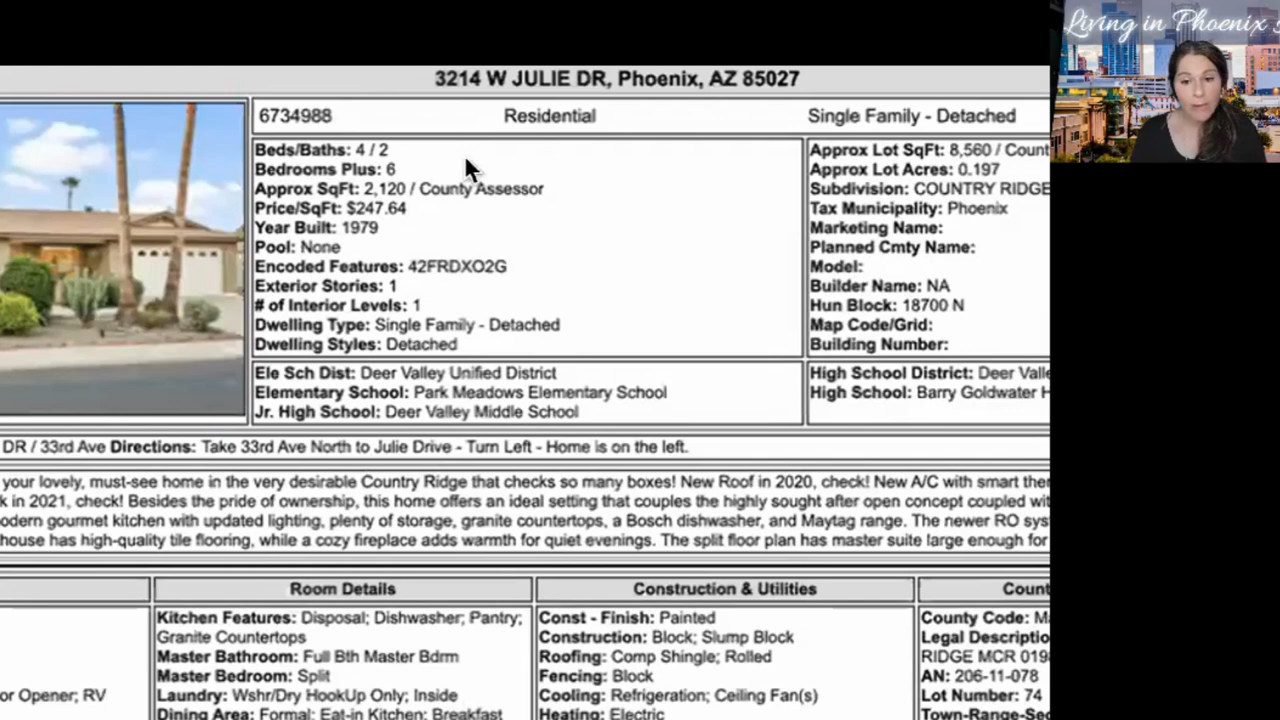 Living in Phoenix
3214 W JULIE DR, Phoenix, AZ 85027
6734988 Residential Single Family - Detached
Beds/Baths: 4 / 2
Bedrooms Plus: 6
Approx SqFt: 2,120 / County Assessor
Price/SqFt: $247.64
Year Built: 1979
Pool: None
Encoded Features: 42FRDXO2G
Exterior Stories: 1
# of Interior Levels: 1
Dwelling Type: Single Family - Detached
Dwelling Styles: Detached
Approx Lot SqFt: 8,560 / Count
Approx Lot Acres: 0.197
Subdivision: COUNTRY RIDGE
Tax Municipality: Phoenix
Marketing Name:
Planned Cmty Name:
Model:
Builder Name: NA
Hun Block: 18700 N
Map Code/Grid:
Building Number:
Ele Sch Dist: Deer Valley Unified District
Elementary School: Park Meadows Elementary School
Jr. High School: Deer Valley Middle School
High School District: Deer Valle
High School: Barry Goldwater H
DR / 33rd Ave Directions: Take 33rd Ave North to Julie Drive - Turn Left - Home is on the left.
your lovely, must-see home in the very desirable Country Ridge that checks so many boxes! New Roof in 2020, check! New A/C with smart ther
k in 2021, check! Besides the pride of ownership, this home offers an ideal setting that couples the highly sought after open concept coupled wit
odern gourmet kitchen with updated lighting, plenty of storage, granite countertops, a Bosch dishwasher, and Maytag range. The newer RO sys
house has high-quality tile flooring, while a cozy fireplace adds warmth for quiet evenings. The split floor plan has master suite large enough for
or Opener; RV
Room Details
Kitchen Features: Disposal; Dishwasher; Pantry;
Granite Countertops
Master Bathroom: Full Bth Master Bdrm
Master Bedroom: Split
Laundry: Wshr/Dry HookUp Only; Inside
Dining Area: Formal; Eat-in Kitchen; Breakfast
Construction & Utilities
Const - Finish: Painted
Construction: Block; Slump Block
Roofing: Comp Shingle; Rolled
Fencing: Block
Cooling: Refrigeration; Ceiling Fan(s)
Heating: Electric
Count
County Code: Ma
Legal Descriptio
RIDGE MCR 019
AN: 206-11-078
Lot Number: 74
Town-Range-Sec